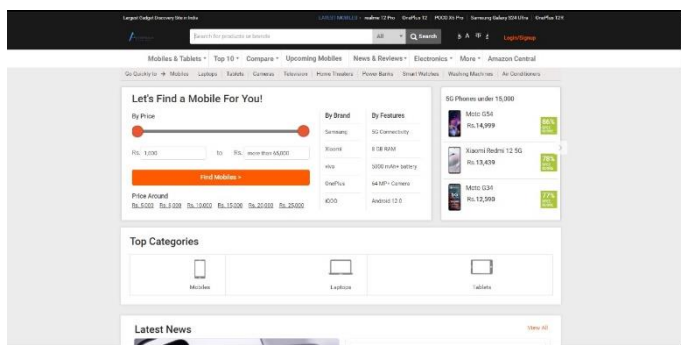 Largest Gadget Discovery Site in India
LATEST MOBILES: realme 12 Pro OnePlus 12 POCO X6 Pro Samsung Galaxy S24 Ultra OnePlus 12R
Search for products or brands All Search Login/Signup
Mobiles & Tablets Top 10 Compare Upcoming Mobiles News & Reviews Electronics More Amazon Central
Go Quickly to → Mobiles Laptops Tablets Cameras Television Home Theaters Power Banks Smart Watches Washing Machines Air Conditioners
Let's Find a Mobile For You!
By Price
Rs. 1,000 to Rs. more than 66,000
Find Mobiles »
Price Around
Rs. 5,000 Rs. 8,000 Rs. 10,000 Rs. 15,000 Rs. 20,000 Rs. 25,000
By Brand
Samsung
Xiaomi
vivo
OnePlus
iQOO
By Features
5G Connectivity
8 GB RAM
5000 mAh+ battery
64 MP+ Camera
Android 12.0
5G Phones under 15,000
Moto G54
Rs.14,999
86%
Xiaomi Redmi 12 5G
Rs.13,439
78%
Moto G34
Rs.12,590
77%
Top Categories
Mobiles
Laptops
Tablets
Latest News
View All